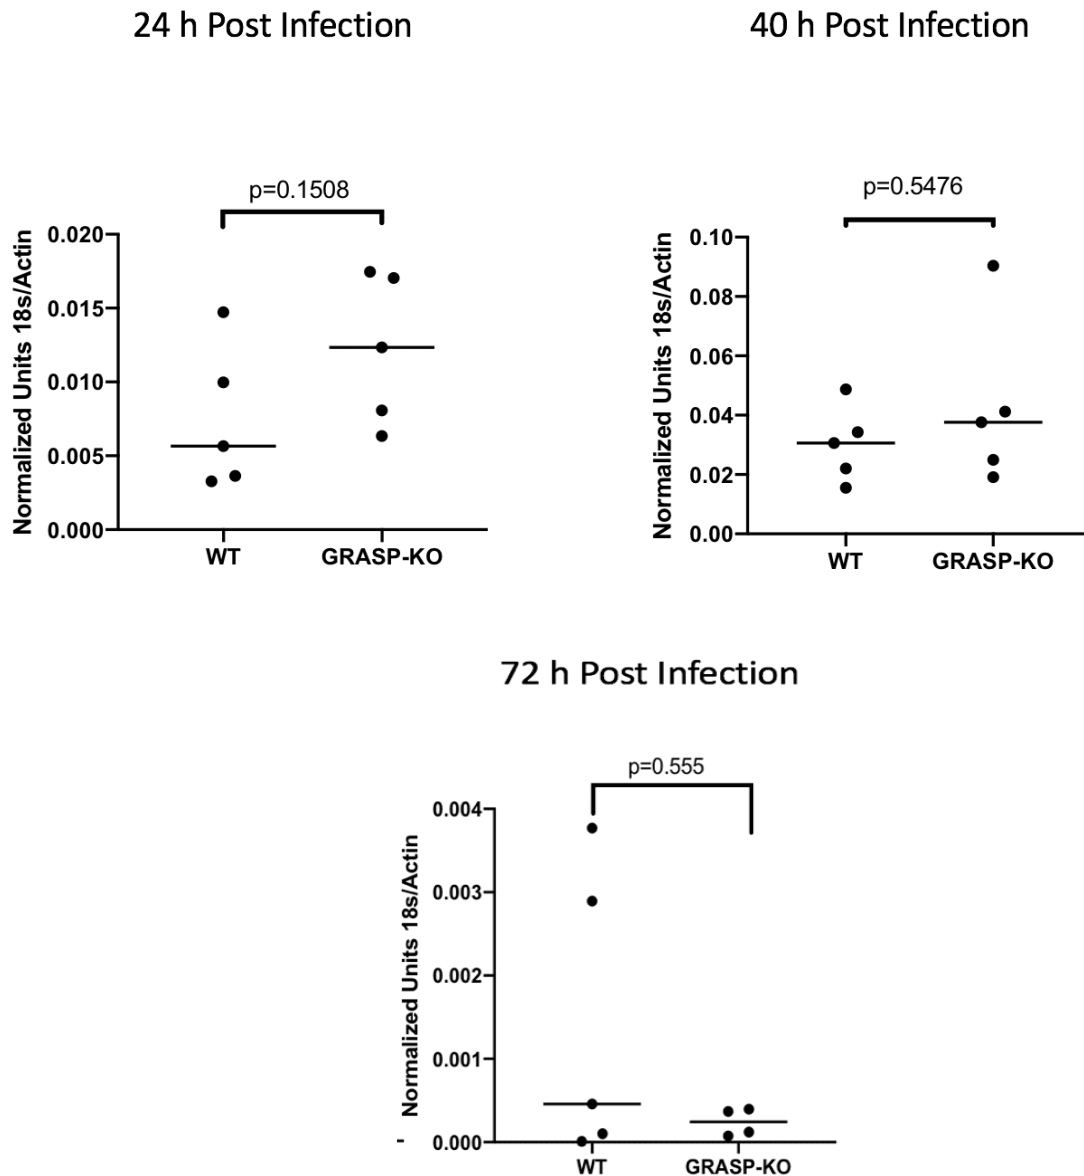 24 h Post Infection
p=0.1508
Normalized Units 18s/Actin
0.020
0.015
0.010
0.005
0.000
WT GRASP-KO
40 h Post Infection
p=0.5476
Normalized Units 18s/Actin
0.10
0.08
0.06
0.04
0.02
0.00
WT GRASP-KO
72 h Post Infection
p=0.555
Normalized Units 18s/Actin
0.004
0.003
0.002
0.001
0.000
WT GRASP-KO